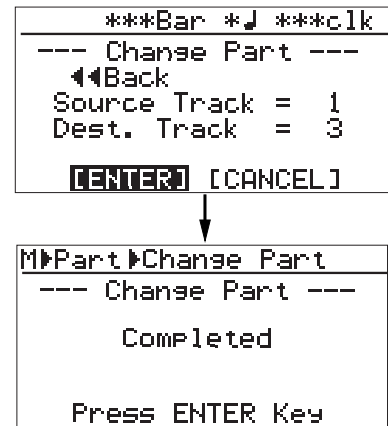 ***Bar *♩ ***clk
--- Change Part ---
◀◀Back
Source Track = 1
Dest. Track = 3
[ENTER] [CANCEL]
M▶Part▶Change Part
--- Change Part ---
Completed
Press ENTER Key